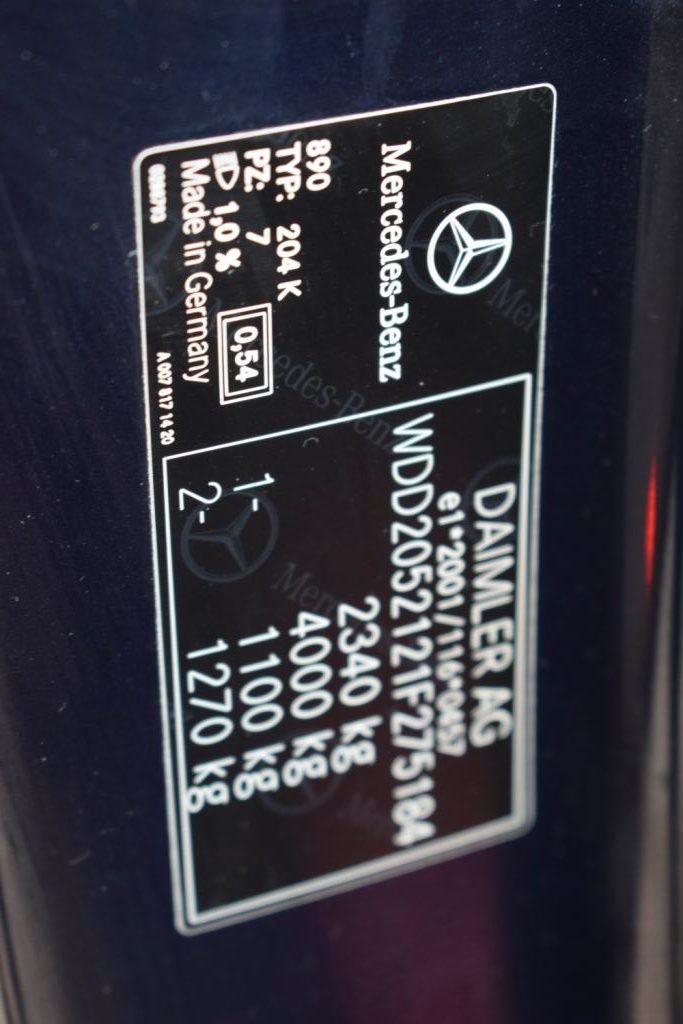 Mercedes-Benz
890
TYP: 204 K
PZ: 7
1,0 %
0,54
Made in Germany
A 007 817 14 20
DAIMLER AG
e1*2001/116*0457
WDD2052121F275184
2340 kg
4000 kg
1- 1100 kg
2- 1270 kg